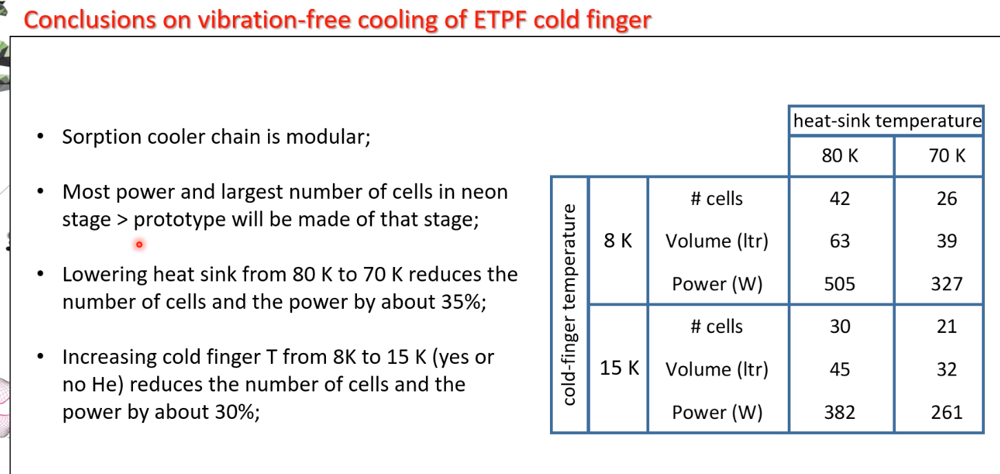 Conclusions on vibration-free cooling of ETPF cold finger
• Sorption cooler chain is modular;
• Most power and largest number of cells in neon
stage > prototype will be made of that stage;
• Lowering heat sink from 80 K to 70 K reduces the
number of cells and the power by about 35%;
• Increasing cold finger T from 8K to 15 K (yes or
no He) reduces the number of cells and the
power by about 30%;
heat-sink temperature
80 K 70 K
cold-finger temperature
8 K
# cells 42 26
Volume (ltr) 63 39
Power (W) 505 327
15 K
# cells 30 21
Volume (ltr) 45 32
Power (W) 382 261